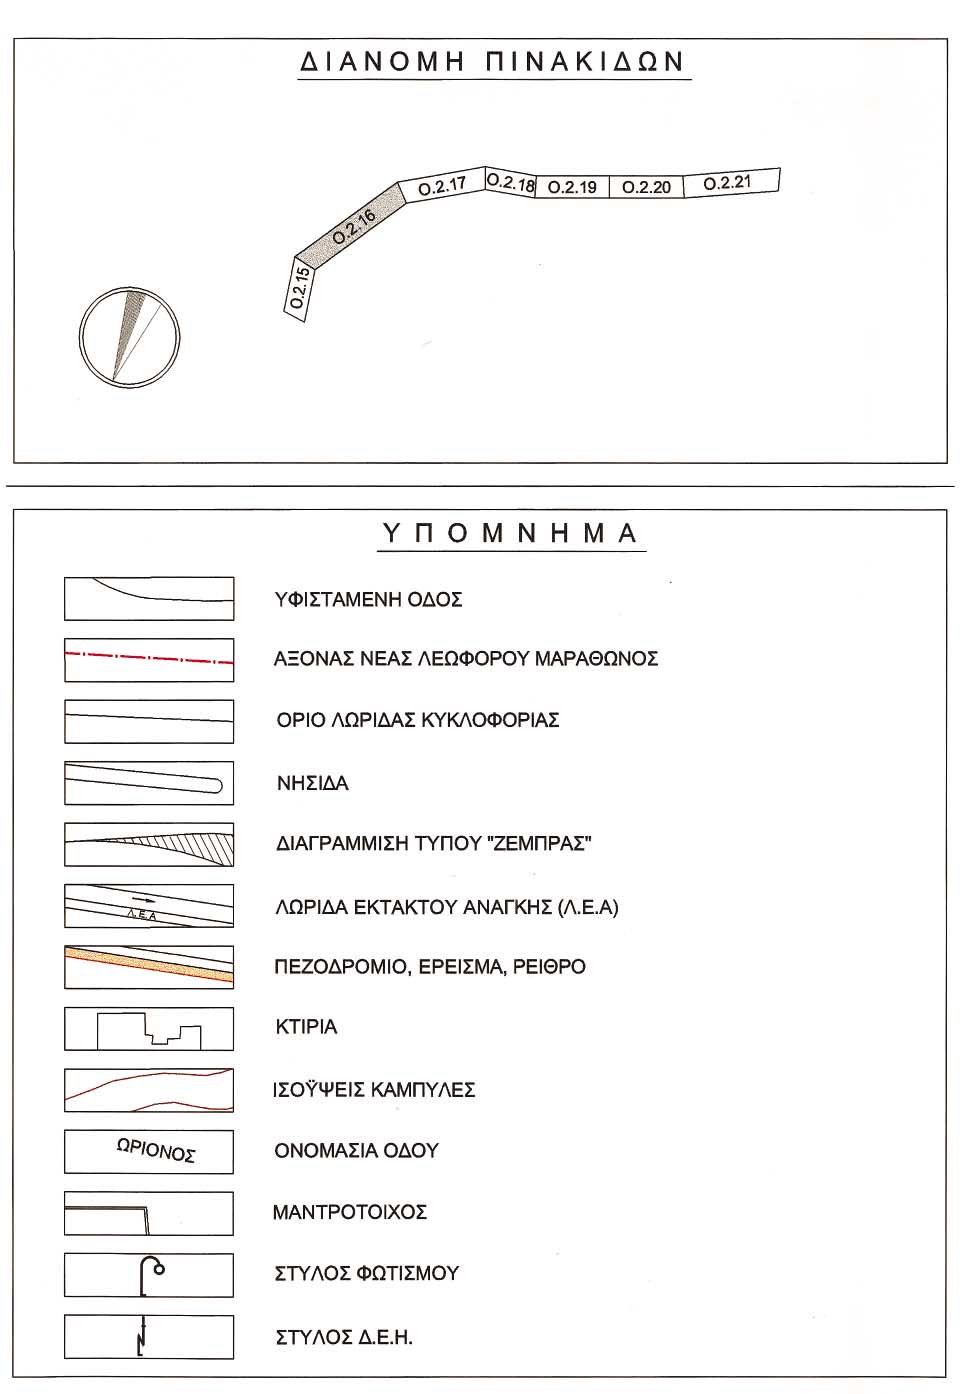 ΔΙΑΝΟΜΗ ΠΙΝΑΚΙΔΩΝ
Ο.2.15
Ο.2.16
Ο.2.17
Ο.2.18
Ο.2.19
Ο.2.20
Ο.2.21
ΥΠΟΜΝΗΜΑ
ΥΦΙΣΤΑΜΕΝΗ ΟΔΟΣ
ΑΞΟΝΑΣ ΝΕΑΣ ΛΕΩΦΟΡΟΥ ΜΑΡΑΘΩΝΟΣ
ΟΡΙΟ ΛΩΡΙΔΑΣ ΚΥΚΛΟΦΟΡΙΑΣ
ΝΗΣΙΔΑ
ΔΙΑΓΡΑΜΜΙΣΗ ΤΥΠΟΥ "ΖΕΜΠΡΑΣ"
Λ.Ε.Α
ΛΩΡΙΔΑ ΕΚΤΑΚΤΟΥ ΑΝΑΓΚΗΣ (Λ.Ε.Α)
ΠΕΖΟΔΡΟΜΙΟ, ΕΡΕΙΣΜΑ, ΡΕΙΘΡΟ
ΚΤΙΡΙΑ
ΙΣΟΫΨΕΙΣ ΚΑΜΠΥΛΕΣ
ΩΡΙΟΝΟΣ
ΟΝΟΜΑΣΙΑ ΟΔΟΥ
ΜΑΝΤΡΟΤΟΙΧΟΣ
ΣΤΥΛΟΣ ΦΩΤΙΣΜΟΥ
ΣΤΥΛΟΣ Δ.Ε.Η.